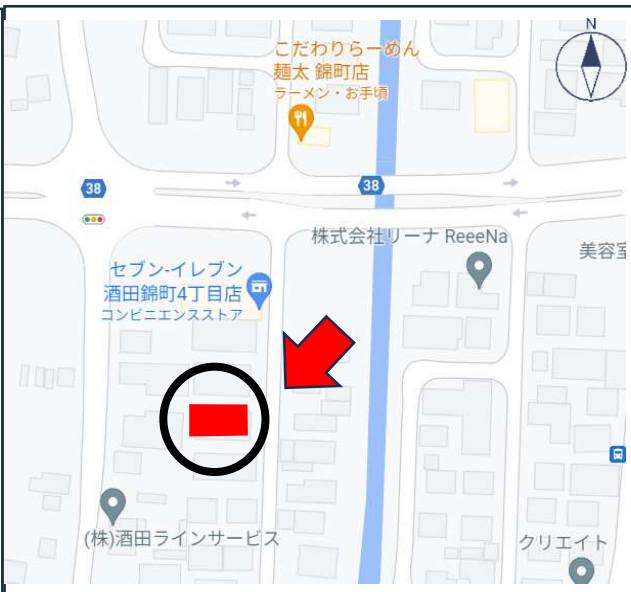 N
こだわりらーめん
麺太 錦町店
ラーメン・お手頃
38
38
株式会社リーナ ReeeNa
美容室
セブン-イレブン
酒田錦町4丁目店
コンビニエンスストア
(株)酒田ラインサービス
クリエイト